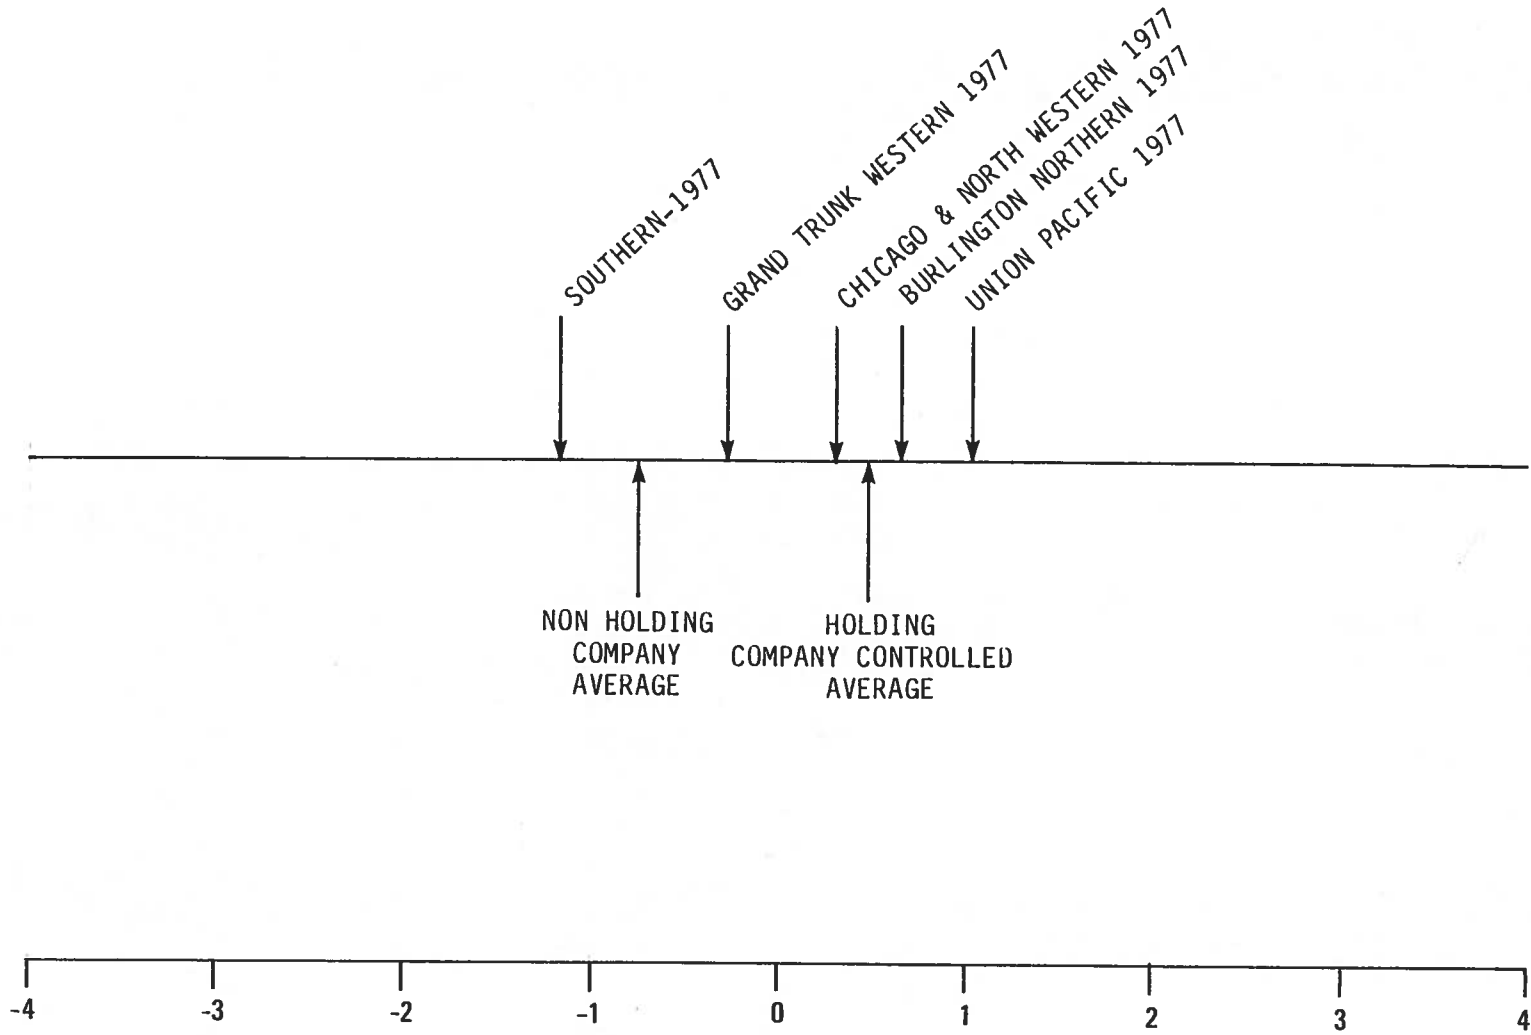 SOUTHERN-1977
GRAND TRUNK WESTERN 1977
CHICAGO & NORTH WESTERN 1977
BURLINGTON NORTHERN 1977
UNION PACIFIC 1977
NON HOLDING
COMPANY
AVERAGE
HOLDING
COMPANY CONTROLLED
AVERAGE
-4 -3 -2 -1 0 1 2 3 4